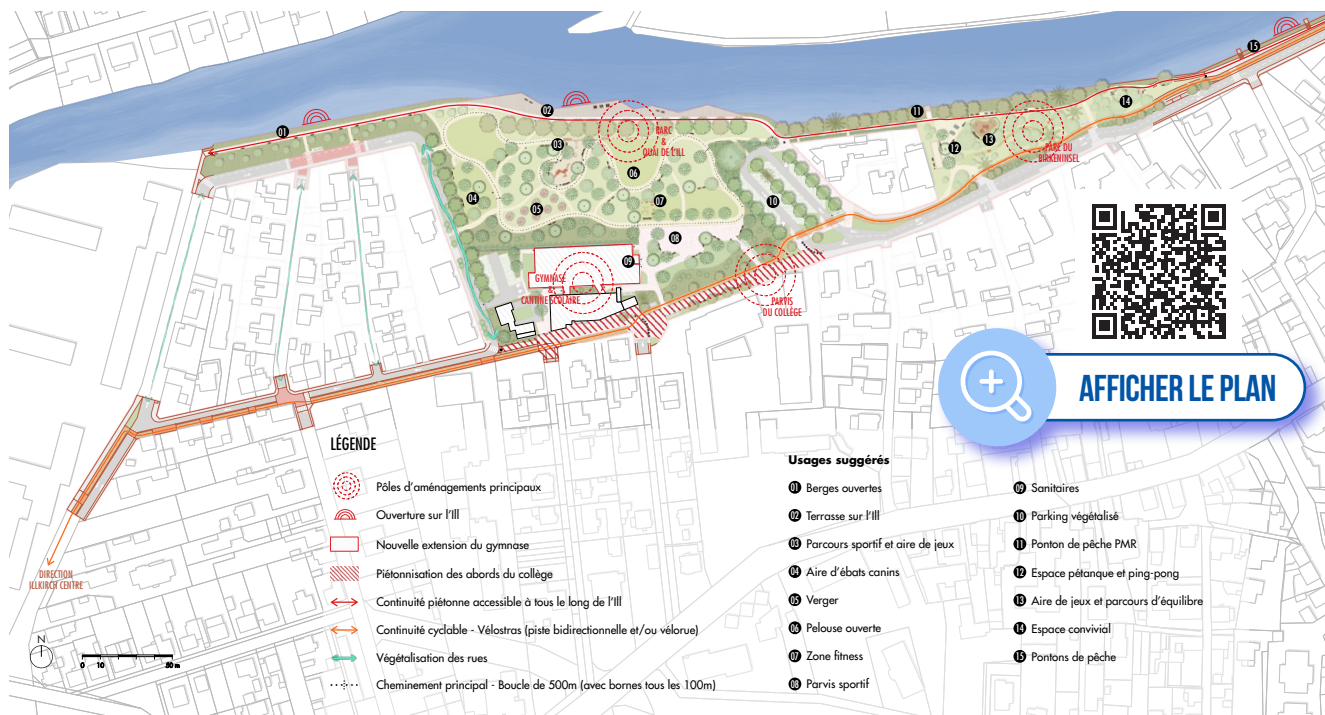 15
14
11
02
01
PARC
&
QUAI DE L'ILL
13
12
PARC DU
BIRKENINSEL
03
06
04
05
07
10
08
09
GYMNASE
&
CANTINE SCOLAIRE
PARVIS
DU COLLÈGE
AFFICHER LE PLAN
DIRECTION
ILLKIRCH CENTRE
N
0 10 50 m
LÉGENDE
Pôles d'aménagements principaux
Ouverture sur l'Ill
Nouvelle extension du gymnase
Piétonnisation des abords du collège
Continuité piétonne accessible à tous le long de l'Ill
Continuité cyclable - Vélostras (piste bidirectionnelle et/ou vélorue)
Végétalisation des rues
Cheminement principal - Boucle de 500m (avec bornes tous les 100m)
Usages suggérés
01 Berges ouvertes
02 Terrasse sur l'Ill
03 Parcours sportif et aire de jeux
04 Aire d'ébats canins
05 Verger
06 Pelouse ouverte
07 Zone fitness
08 Parvis sportif
09 Sanitaires
10 Parking végétalisé
11 Ponton de pêche PMR
12 Espace pétanque et ping-pong
13 Aire de jeux et parcours d'équilibre
14 Espace convivial
15 Pontons de pêche